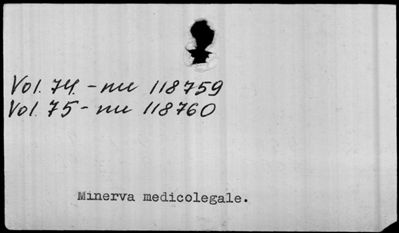 Vol. 74. - nu 118759
Vol. 75 - nu 118760
Minerva medicolegale.